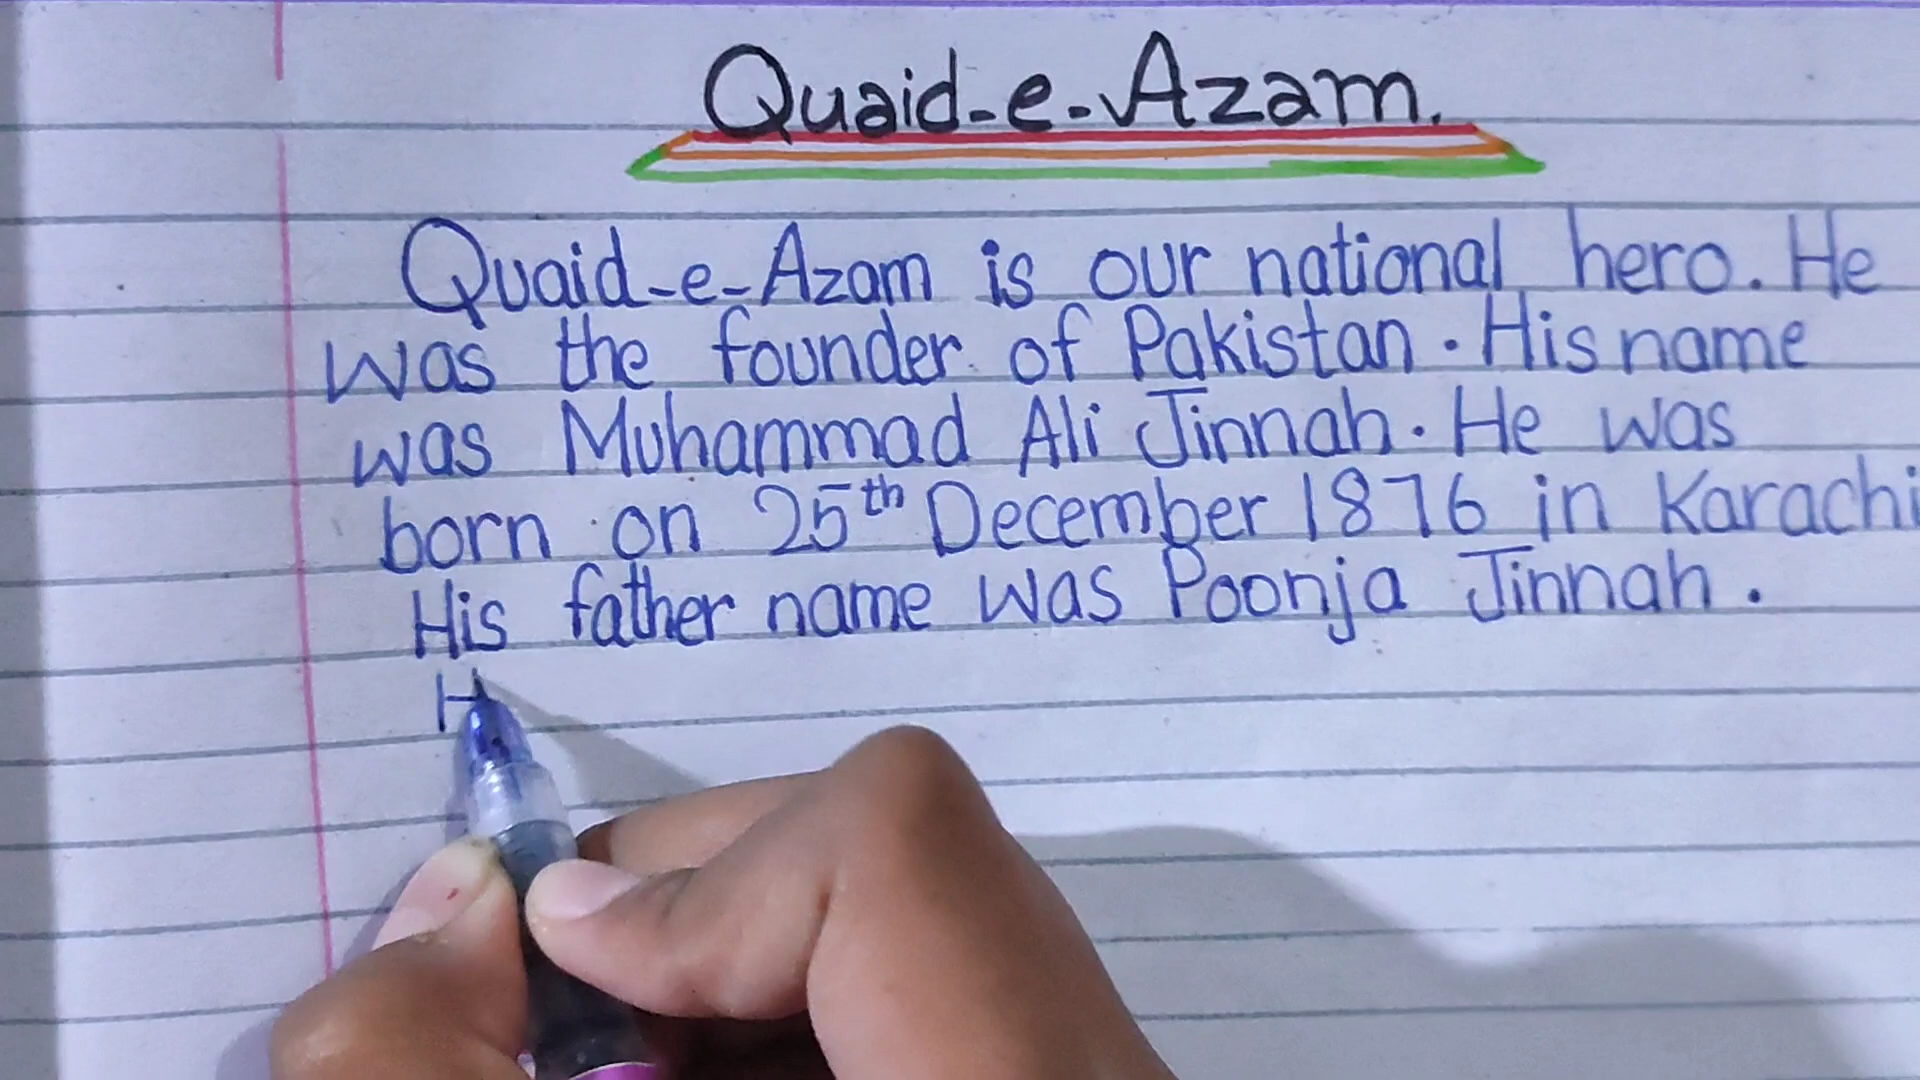 Quaid-e-Azam.
Quaid-e-Azam is our national hero. He
was the founder of Pakistan. His name
was Muhammad Ali Jinnah. He was
born on 25th December 1876 in Karachi
His father name was Poonja Jinnah.
H